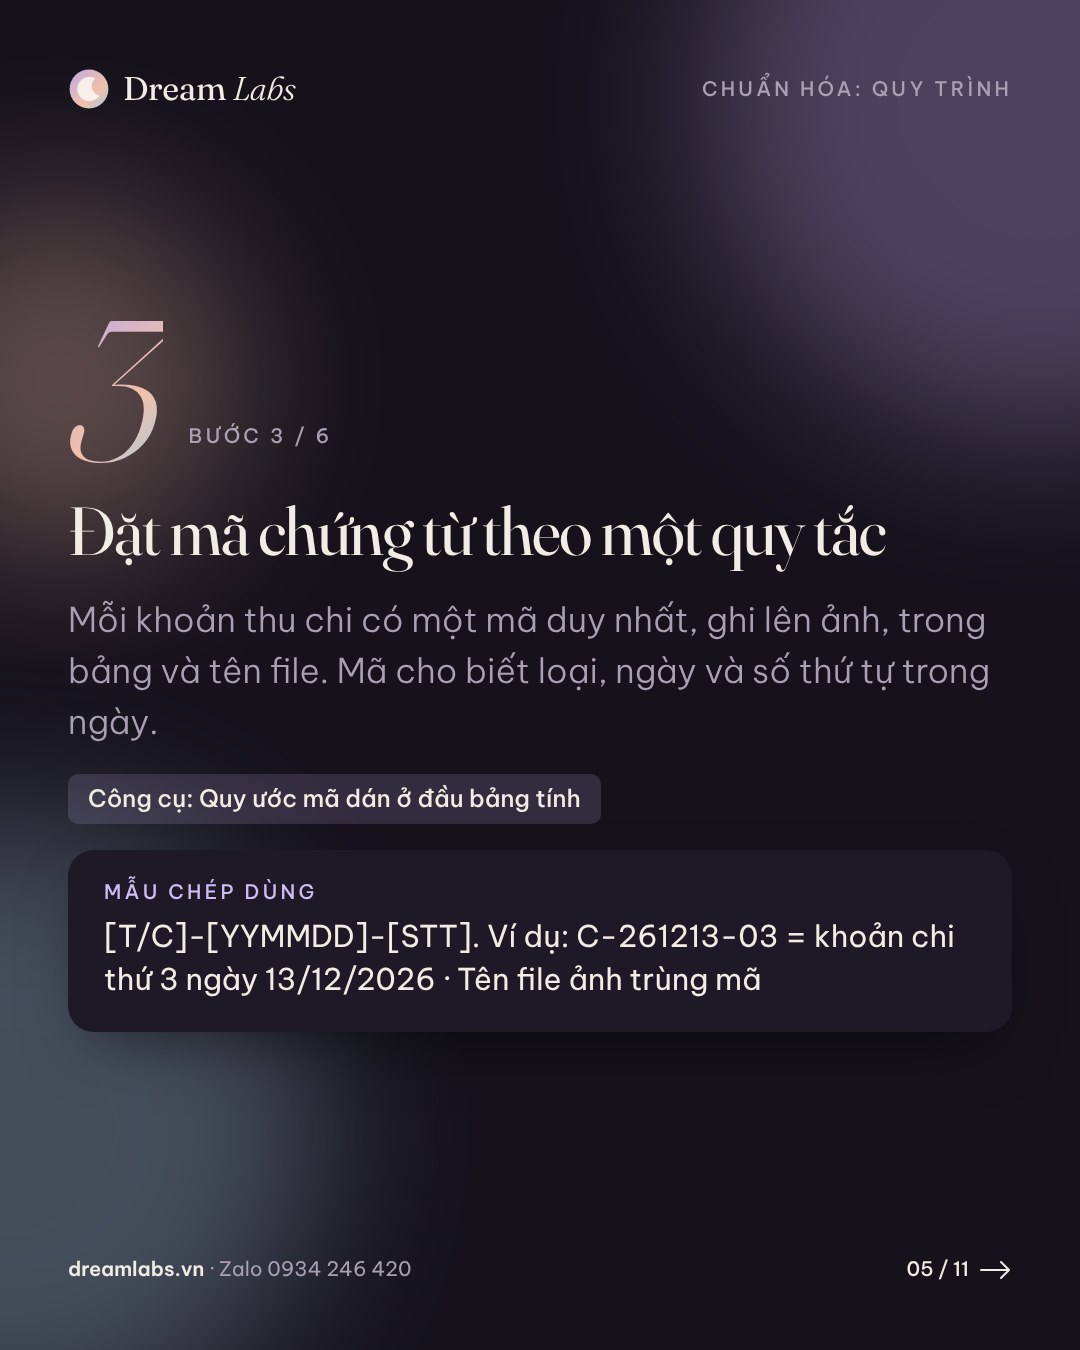 Dream Labs
CHUẨN HÓA: QUY TRÌNH
3
BƯỚC 3 / 6
Đặt mã chứng từ theo một quy tắc
Mỗi khoản thu chi có một mã duy nhất, ghi lên ảnh, trong
bảng và tên file. Mã cho biết loại, ngày và số thứ tự trong
ngày.
Công cụ: Quy ước mã dán ở đầu bảng tính
MẪU CHÉP DÙNG
[T/C]-[YYMMDD]-[STT]. Ví dụ: C-261213-03 = khoản chi
thứ 3 ngày 13/12/2026 · Tên file ảnh trùng mã
dreamlabs.vn · Zalo 0934 246 420
05 / 11 →